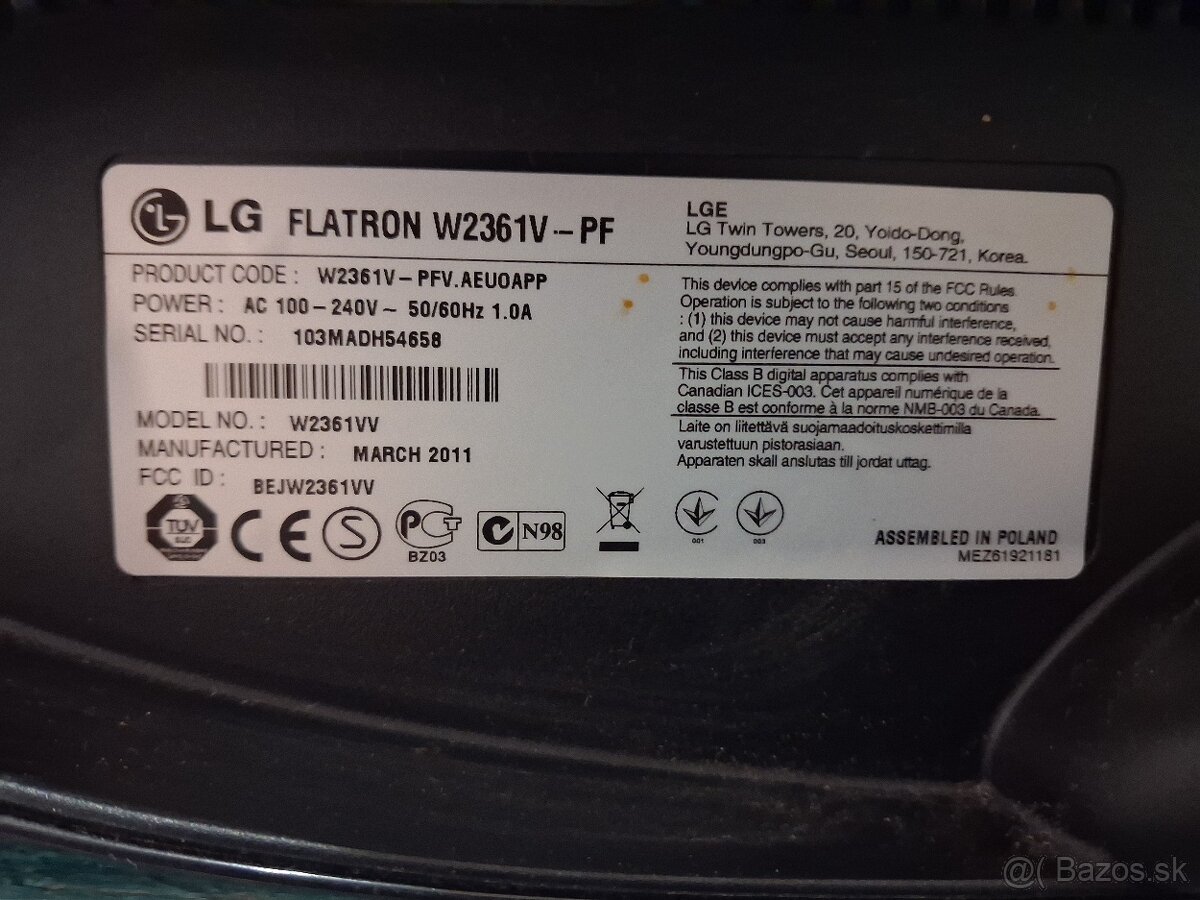 LG FLATRON W2361V-PF
PRODUCT CODE : W2361V-PFV.AEUOAPP
POWER : AC 100-240V~ 50/60Hz 1.0A
SERIAL NO. : 103MADH54658
MODEL NO. : W2361VV
MANUFACTURED : MARCH 2011
FCC ID : BEJW2361VV
LGE
LG Twin Towers, 20, Yoido-Dong,
Youngdungpo-Gu, Seoul, 150-721, Korea.
This device complies with part 15 of the FCC Rules.
Operation is subject to the following two conditions
: (1) this device may not cause harmful interference,
and (2) this device must accept any interference received,
including interference that may cause undesired operation.
This Class B digital apparatus complies with
Canadian ICES-003. Cet appareil numérique de la
classe B est conforme à la norme NMB-003 du Canada.
Laite on liitettävä suojamaadoituskoskettimilla
varustettuun pistorasiaan.
Apparaten skall anslutas till jordat uttag.
TUV
CE
S
BZ03
N98
001
003
ASSEMBLED IN POLAND
MEZ61921181
@( Bazos.sk